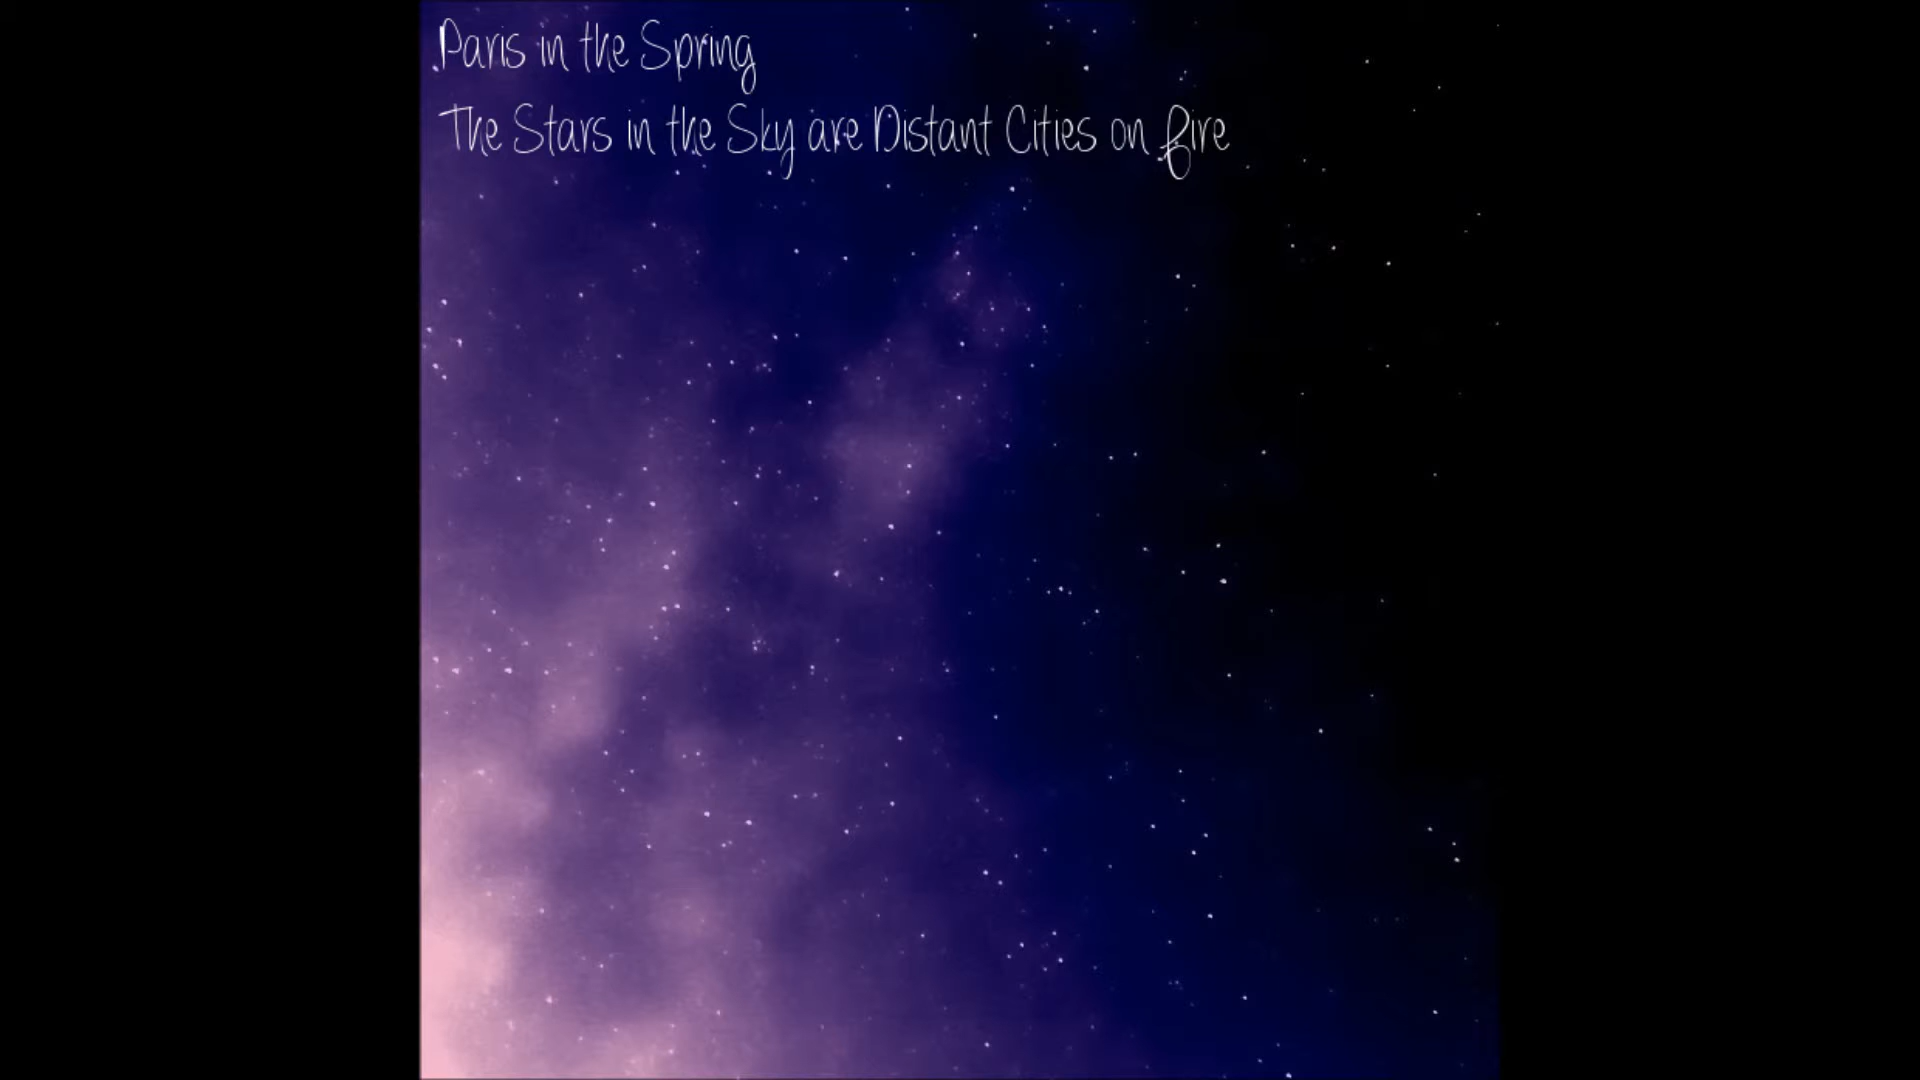 Paris in the Spring
The Stars in the Sky are Distant Cities on fire